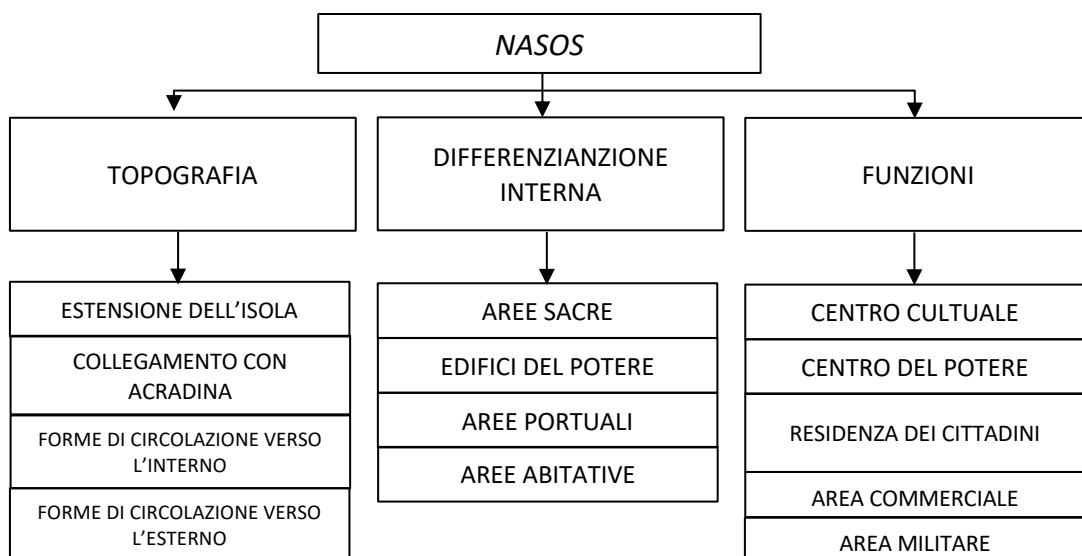 NASOS
TOPOGRAFIA
DIFFERENZIANZIONE
INTERNA
FUNZIONI
ESTENSIONE DELL’ISOLA
COLLEGAMENTO CON
ACRADINA
FORME DI CIRCOLAZIONE VERSO
L’INTERNO
FORME DI CIRCOLAZIONE VERSO
L’ESTERNO
AREE SACRE
EDIFICI DEL POTERE
AREE PORTUALI
AREE ABITATIVE
CENTRO CULTUALE
CENTRO DEL POTERE
RESIDENZA DEI CITTADINI
AREA COMMERCIALE
AREA MILITARE